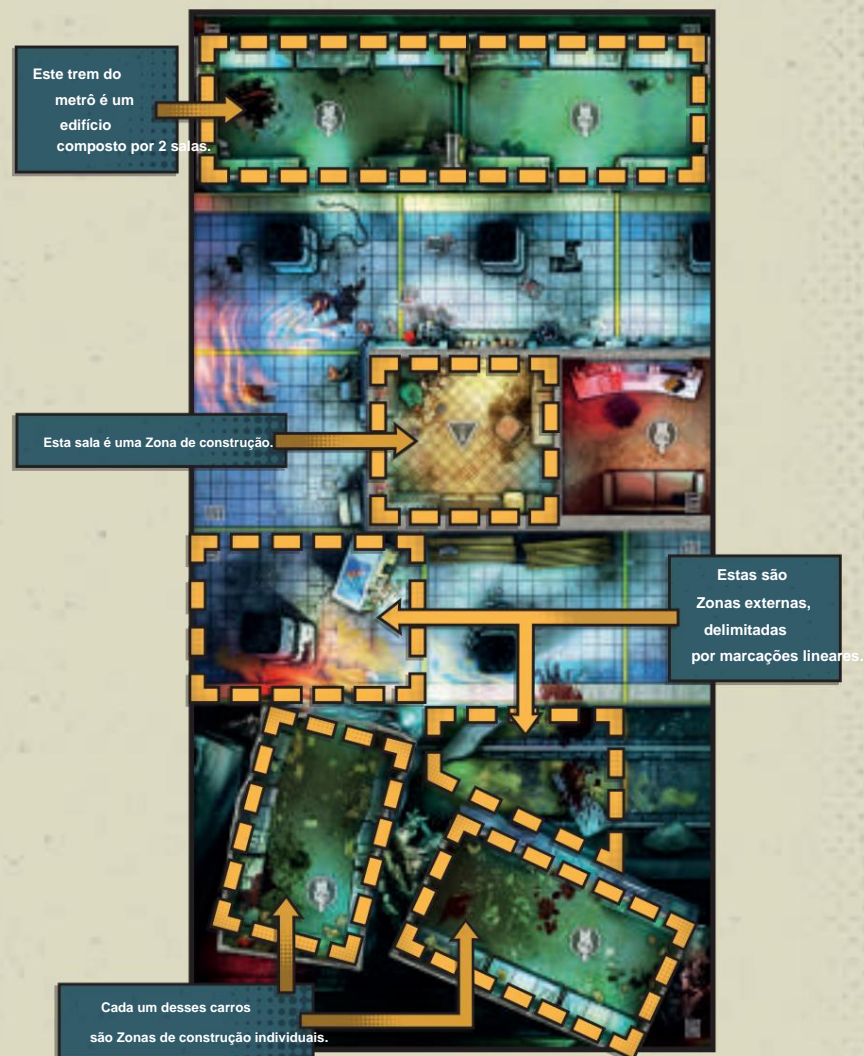 Este trem do
metrô é um
edifício
composto por 2 salas.
Esta sala é uma Zona de construção.
Estas são
Zonas externas,
delimitadas
por marcações lineares.
Cada um desses carros
são Zonas de construção individuais.